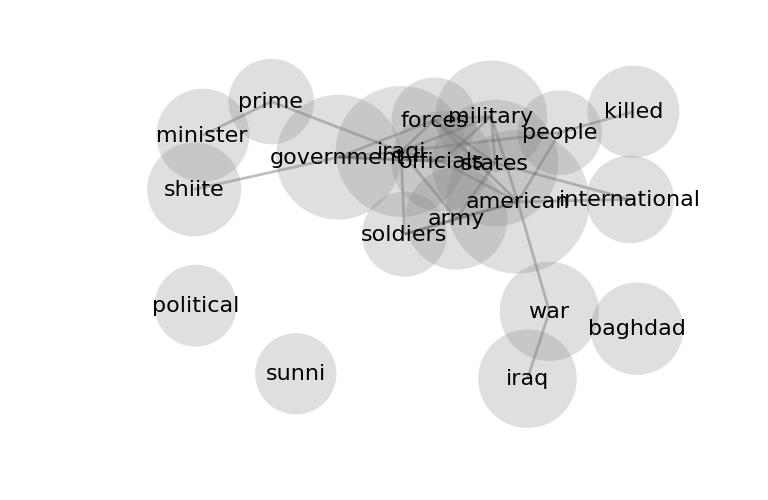 prime
killed
forces
military
minister
people
iraqi
government
officials
states
shiite
international
american
army
soldiers
political
war
baghdad
sunni
iraq